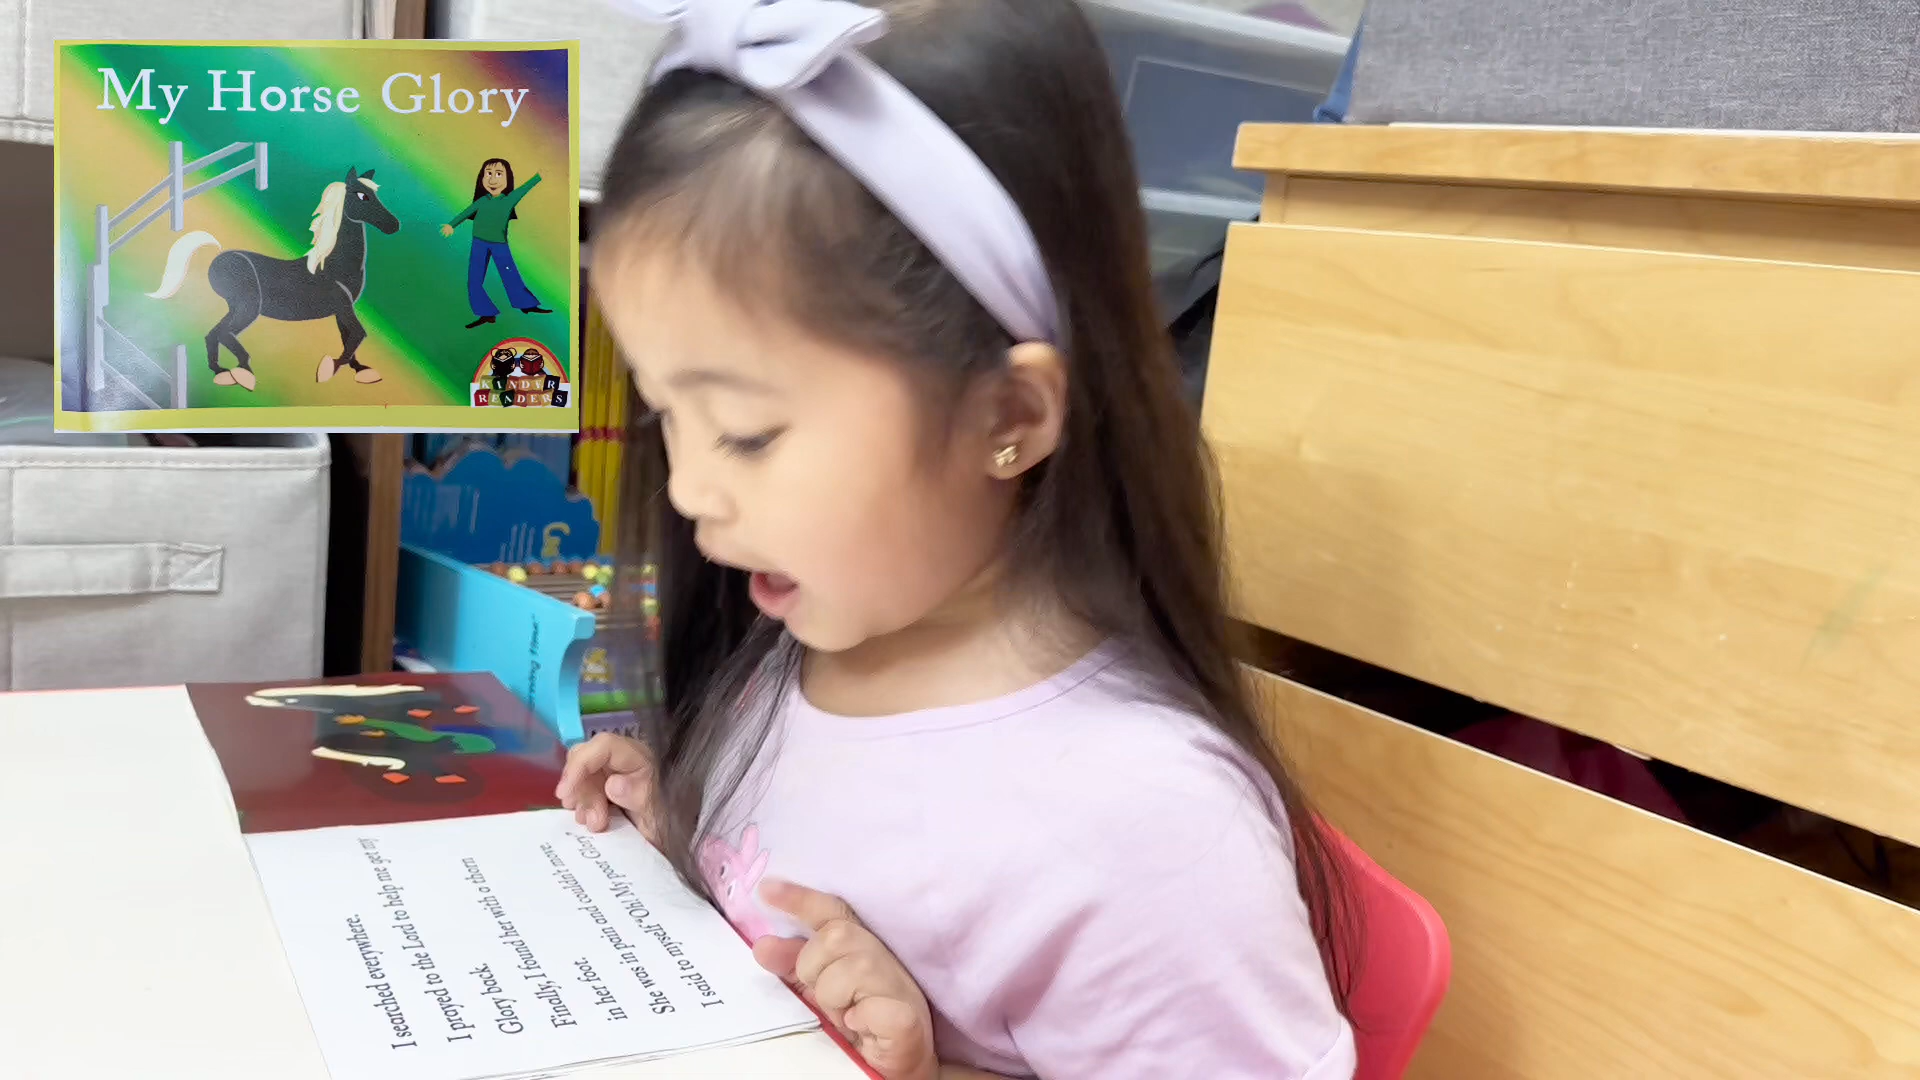 My Horse Glory
KINDER
READERS
I searched everywhere.
I prayed to the Lord to help me get my
Glory back.
Finally, I found her with a thorn
in her foot.
She was in pain and couldn't move.
I said to myself "Oh! My poor Glory"